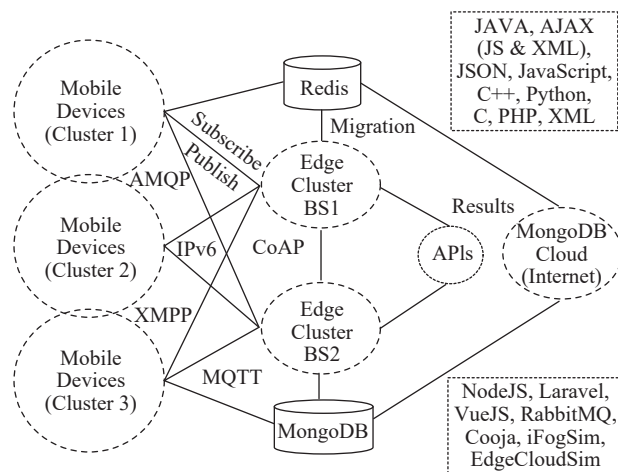 JAVA, AJAX
(JS & XML),
JSON, JavaScript,
C++, Python,
C, PHP, XML
Mobile
Devices
(Cluster 1)
Redis
Migration
Subscribe
Publish
AMQP
Edge
Cluster
BS1
Results
Mobile
Devices
(Cluster 2)
IPv6
CoAP
APls
MongoDB
Cloud
(Internet)
XMPP
Edge
Cluster
BS2
Mobile
Devices
(Cluster 3)
MQTT
MongoDB
NodeJS, Laravel,
VueJS, RabbitMQ,
Cooja, iFogSim,
EdgeCloudSim